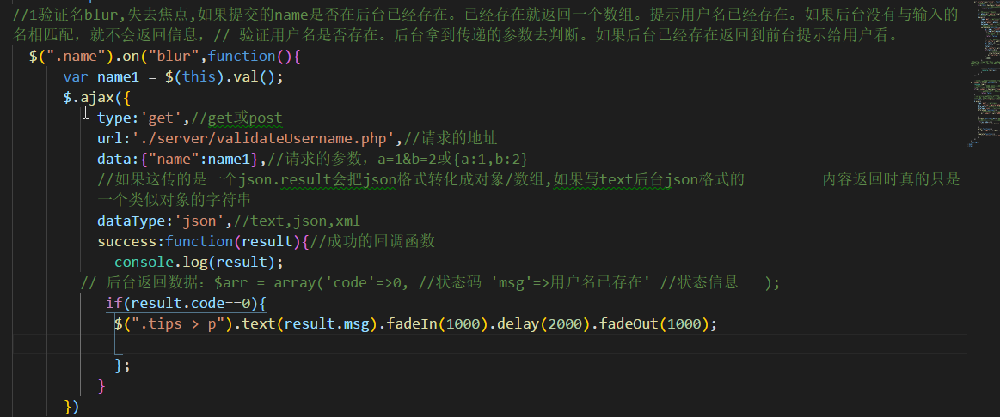 //1验证名blur,失去焦点,如果提交的name是否在后台已经存在。已经存在就返回一个数组。提示用户名已经存在。如果后台没有与输入的
名相匹配，就不会返回信息，// 验证用户名是否存在。后台拿到传递的参数去判断。如果后台已经存在返回到前台提示给用户看。
$(".name").on("blur",function(){
var name1 = $(this).val();
$.ajax({
type:'get',//get或post
url:'./server/validateUsername.php',//请求的地址
data:{"name":name1},//请求的参数，a=1&b=2或{a:1,b:2}
//如果这传的是一个json.result会把json格式转化成对象/数组,如果写text后台json格式的 内容返回时真的只是
一个类似对象的字符串
dataType:'json',//text,json,xml
success:function(result){//成功的回调函数
console.log(result);
// 后台返回数据：$arr = array('code'=>0, //状态码 'msg'=>用户名已存在' //状态信息 );
if(result.code==0){
$(".tips > p").text(result.msg).fadeIn(1000).delay(2000).fadeOut(1000);
};
}
})